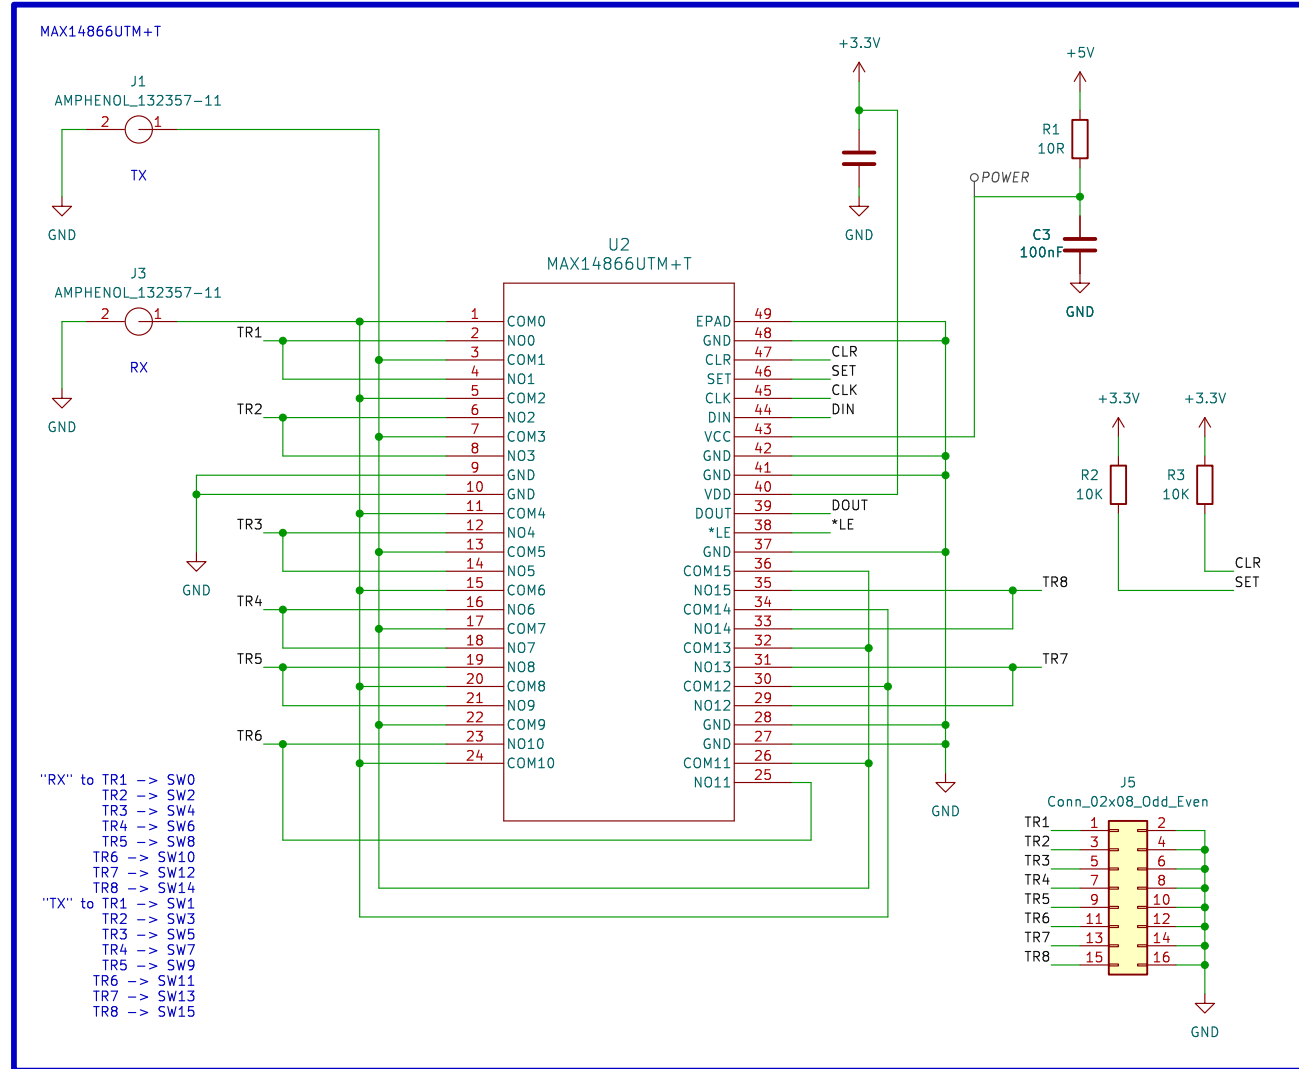 MAX14866UTM+T
J1
AMPHENOL_132357-11
2 1
TX
GND
J3
AMPHENOL_132357-11
2 1
RX
GND
+3.3V
GND
+5V
R1
10R
POWER
C3
100nF
GND
U2
MAX14866UTM+T
1 COM0
TR1 2 NO0
3 COM1
4 NO1
5 COM2
TR2 6 NO2
7 COM3
8 NO3
9 GND
10 GND
11 COM4
TR3 12 NO4
13 COM5
14 NO5
15 COM6
TR4 16 NO6
17 COM7
18 NO7
TR5 19 NO8
20 COM8
21 NO9
22 COM9
TR6 23 NO10
24 COM10
GND
EPAD 49
GND 48
CLR 47 CLR
SET 46 SET
CLK 45 CLK
DIN 44 DIN
VCC 43
GND 42
GND 41
VDD 40
DOUT 39 DOUT
*LE 38 *LE
GND 37
COM15 36
NO15 35 TR8
COM14 34
NO14 33
COM13 32
NO13 31 TR7
COM12 30
NO12 29
GND 28
GND 27
COM11 26
NO11 25
GND
+3.3V +3.3V
R2 R3
10K 10K
CLR
SET
"RX" to TR1 -> SW0
TR2 -> SW2
TR3 -> SW4
TR4 -> SW6
TR5 -> SW8
TR6 -> SW10
TR7 -> SW12
TR8 -> SW14
"TX" to TR1 -> SW1
TR2 -> SW3
TR3 -> SW5
TR4 -> SW7
TR5 -> SW9
TR6 -> SW11
TR7 -> SW13
TR8 -> SW15
J5
Conn_02x08_Odd_Even
TR1 1 2
TR2 3 4
TR3 5 6
TR4 7 8
TR5 9 10
TR6 11 12
TR7 13 14
TR8 15 16
GND